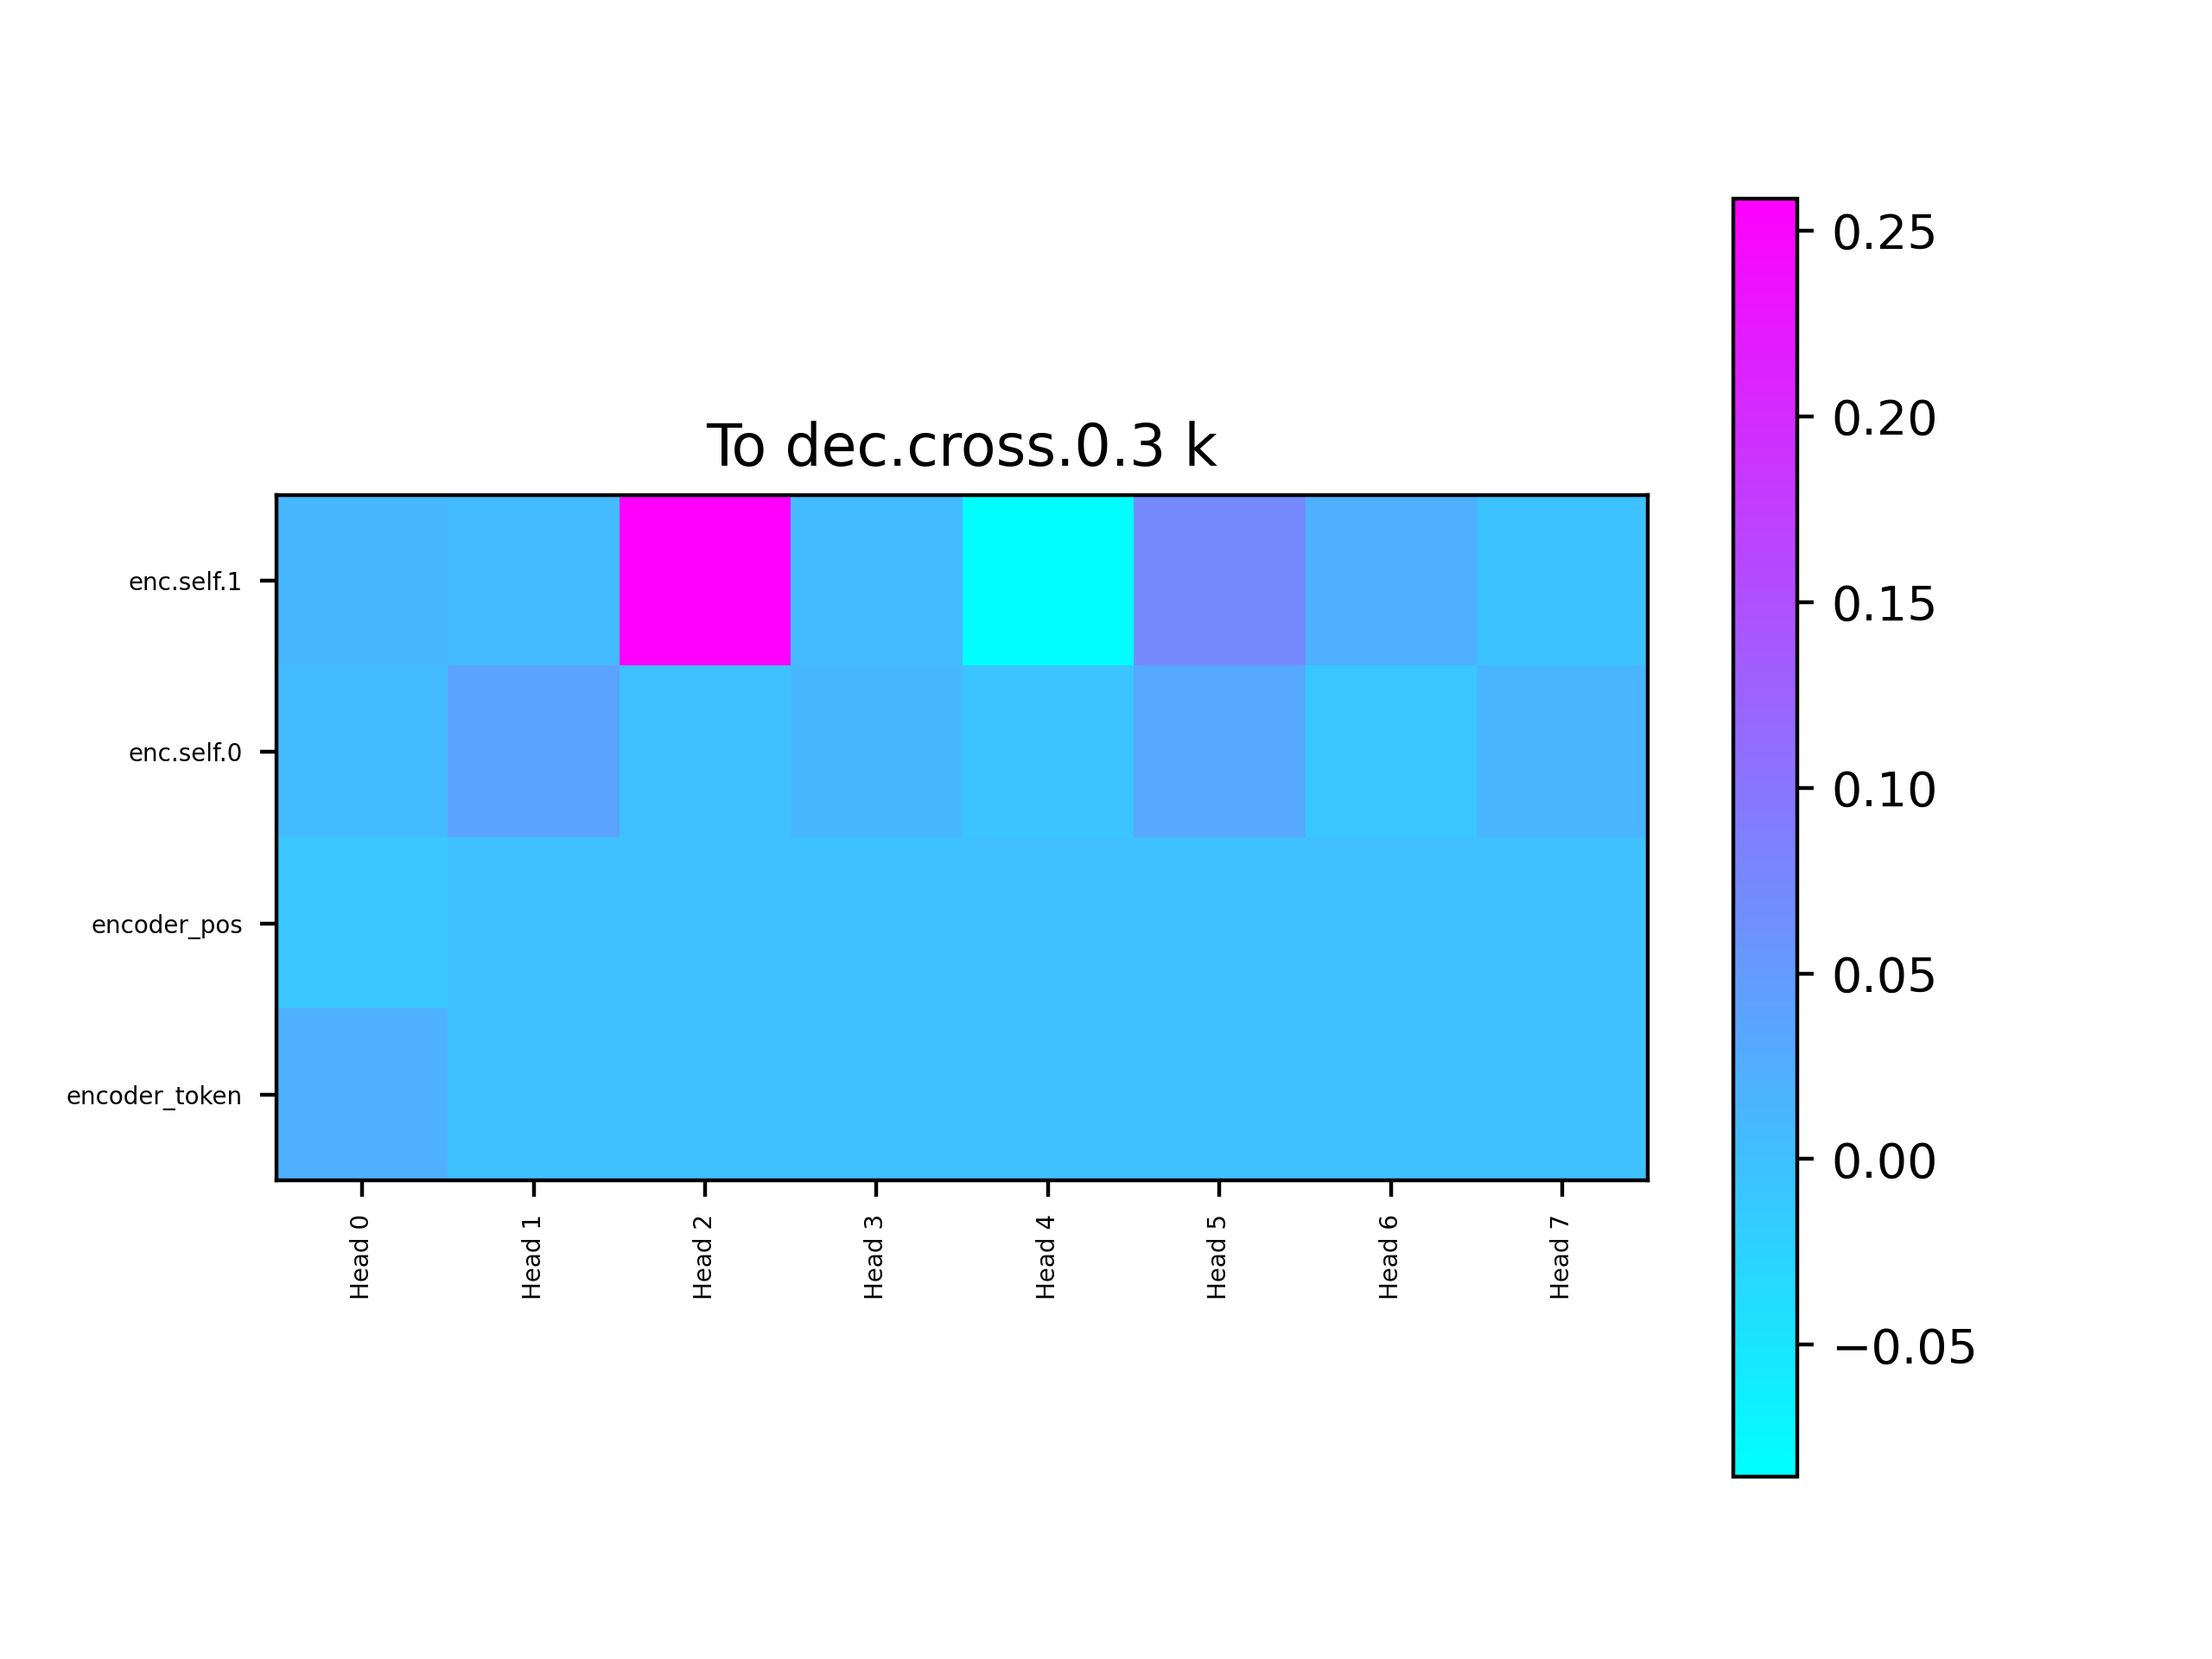 To dec.cross.0.3 k
enc.self.1
enc.self.0
encoder_pos
encoder_token
Head 0
Head 1
Head 2
Head 3
Head 4
Head 5
Head 6
Head 7
0.25
0.20
0.15
0.10
0.05
0.00
−0.05